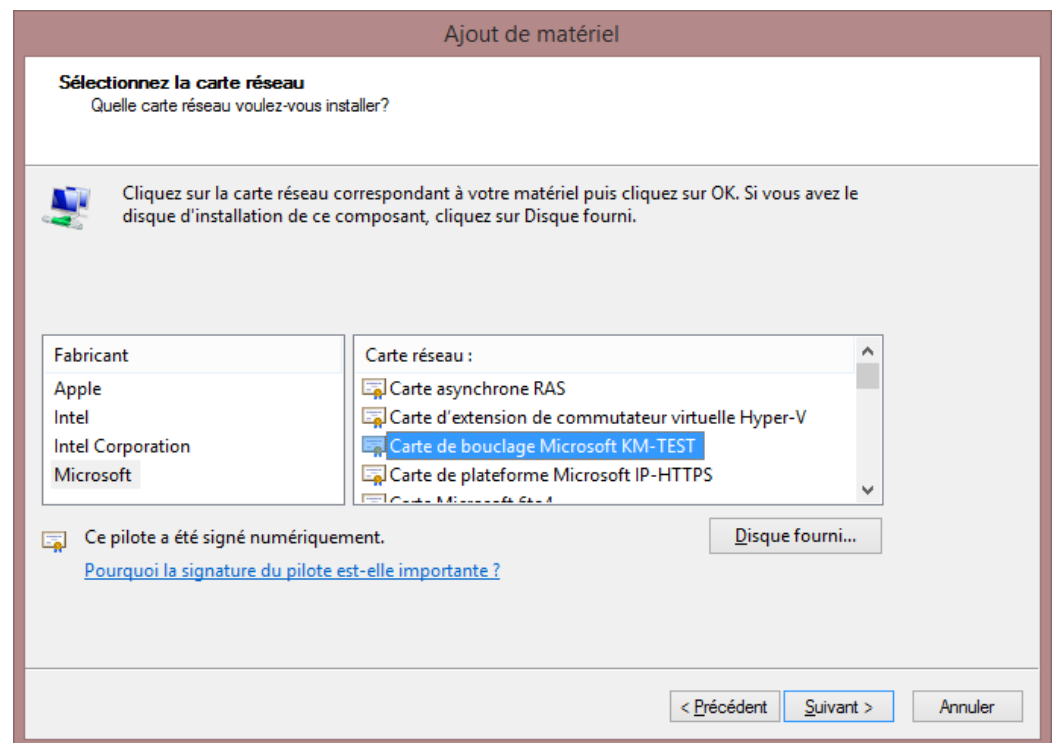 Ajout de matériel
Sélectionnez la carte réseau
Quelle carte réseau voulez-vous installer?
Cliquez sur la carte réseau correspondant à votre matériel puis cliquez sur OK. Si vous avez le
disque d'installation de ce composant, cliquez sur Disque fourni.
Fabricant
Apple
Intel
Intel Corporation
Microsoft
Carte réseau :
Carte asynchrone RAS
Carte d'extension de commutateur virtuelle Hyper-V
Carte de bouclage Microsoft KM-TEST
Carte de plateforme Microsoft IP-HTTPS
Carte Microsoft 6to4
Ce pilote a été signé numériquement.
Disque fourni...
Pourquoi la signature du pilote est-elle importante ?
< Précédent
Suivant >
Annuler